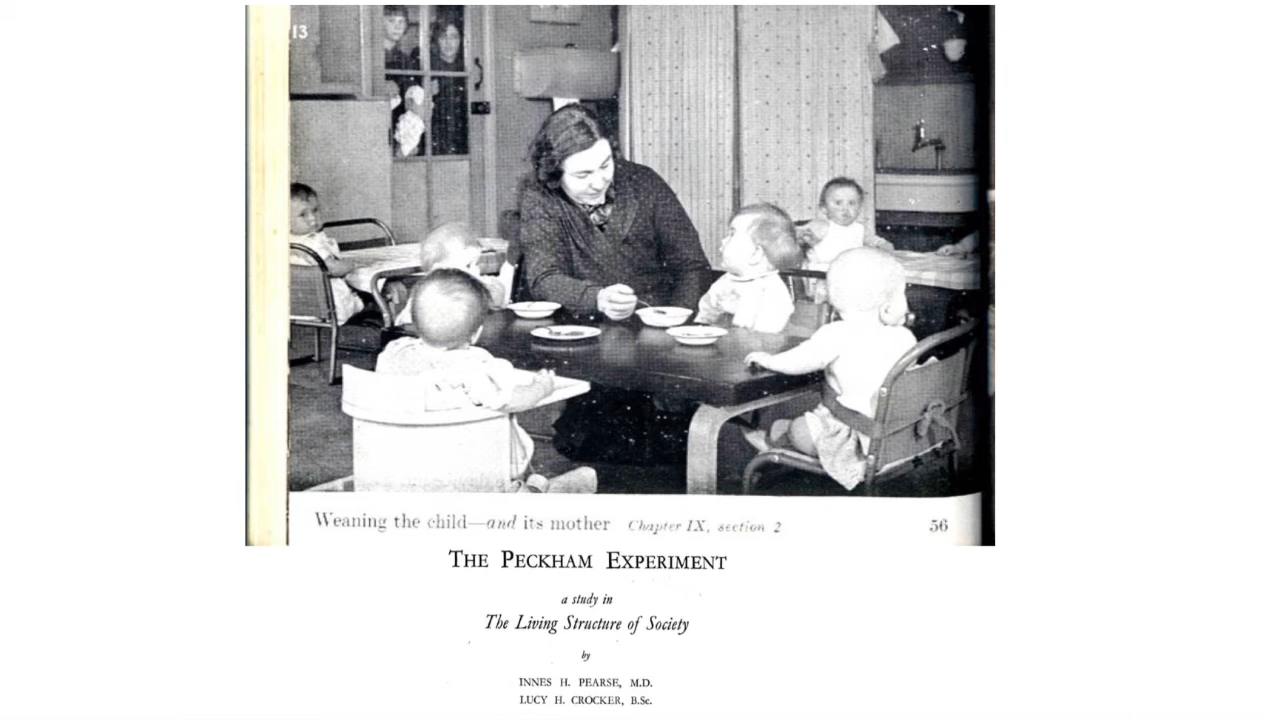 13
Weaning the child—and its mother Chapter IX, section 2 56
THE PECKHAM EXPERIMENT
a study in
The Living Structure of Society
by
INNES H. PEARSE, M.D.
LUCY H. CROCKER, B.Sc.